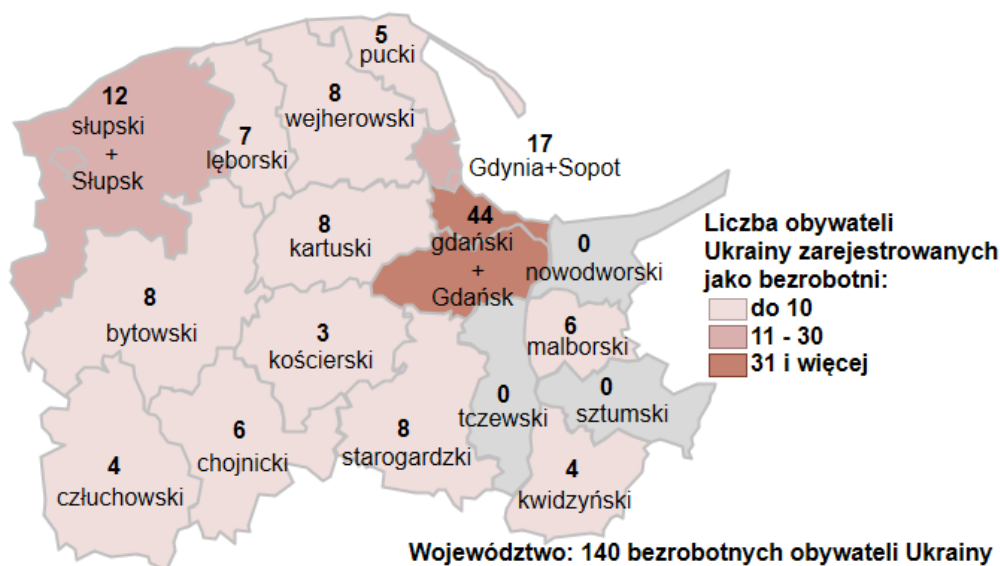 5
pucki
12
słupski
+
Słupsk
8
wejherowski
7
lęborski
17
Gdynia+Sopot
8
kartuski
44
gdański
+
Gdańsk
0
nowodworski
8
bytowski
3
kościerski
6
malborski
0
tczewski
0
sztumski
4
człuchowski
6
chojnicki
8
starogardzki
4
kwidzyński
Liczba obywateli
Ukrainy zarejestrowanych
jako bezrobotni:
do 10
11 - 30
31 i więcej
Województwo: 140 bezrobotnych obywateli Ukrainy